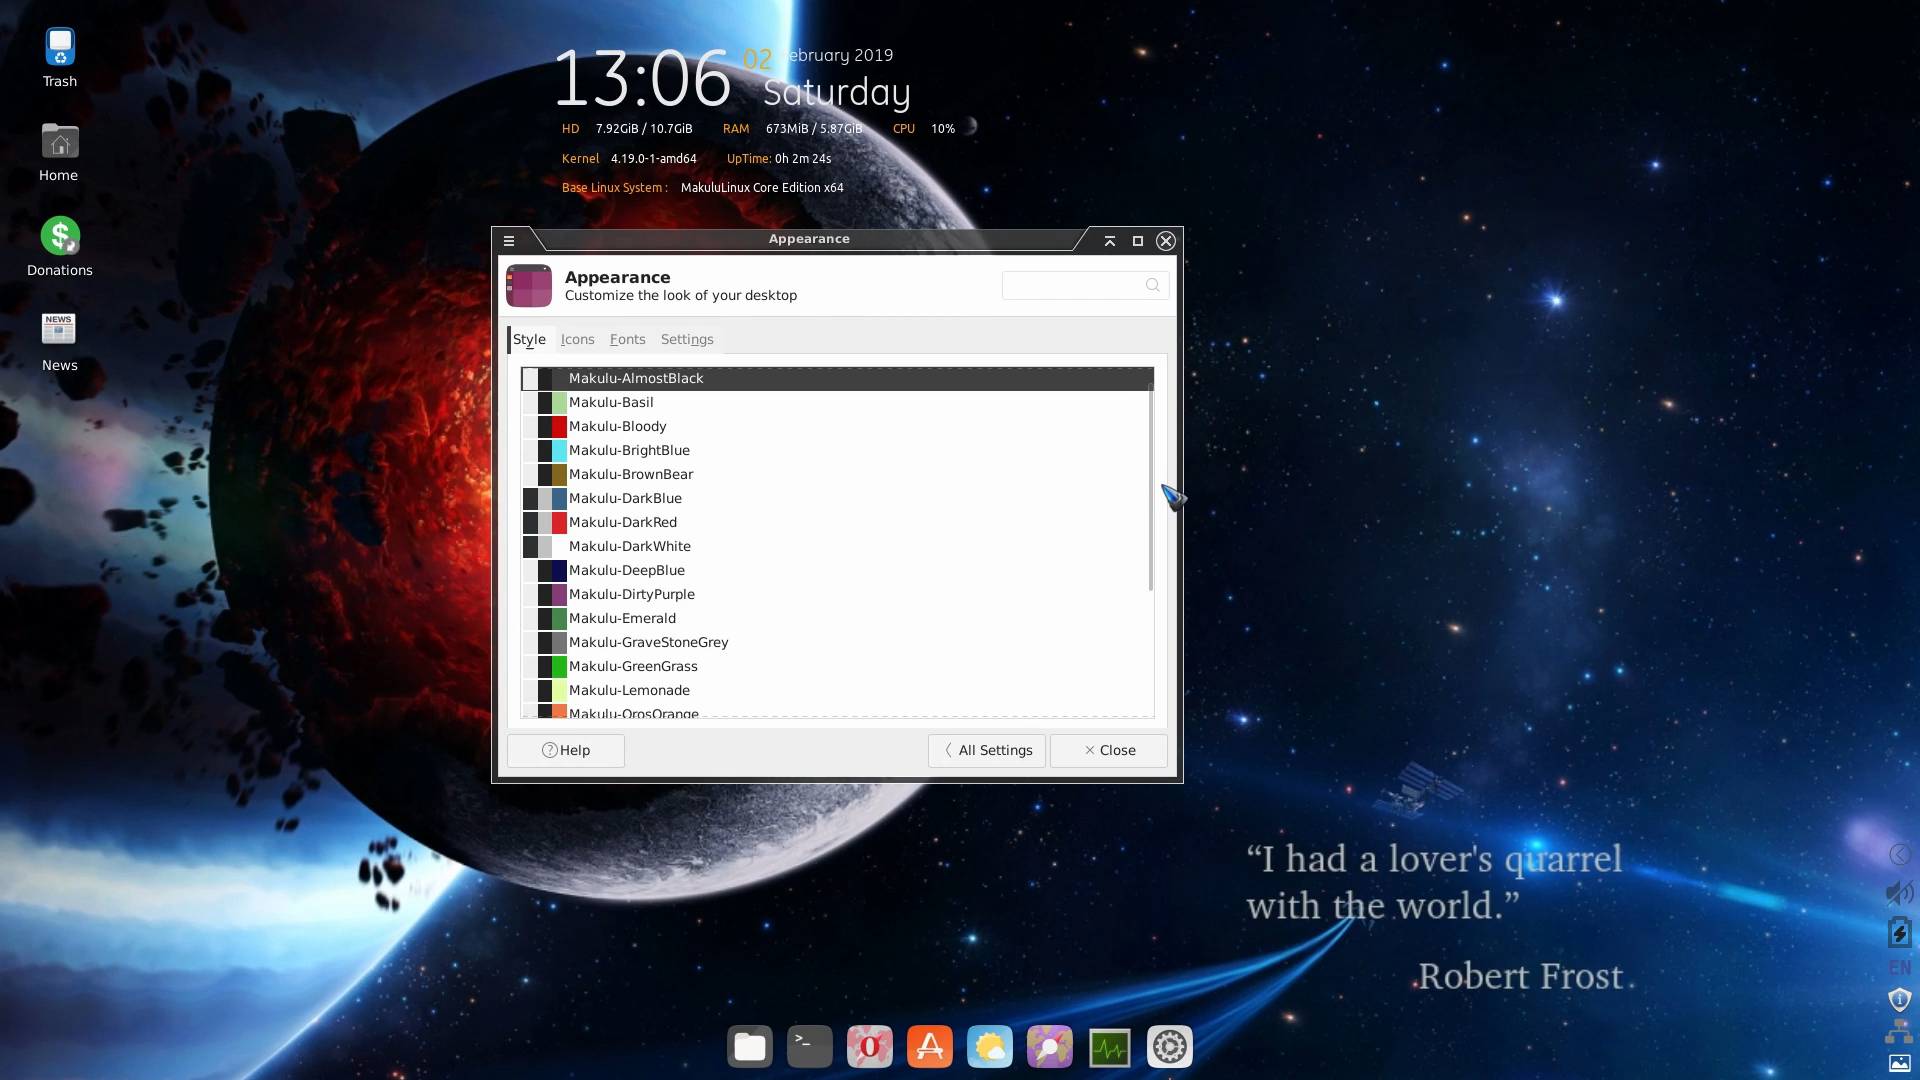 Trash
Home
Donations
NEWS
News
13:06 02 February 2019
Saturday
HD 7.92GiB / 10.7GiB RAM 673MiB / 5.87GiB CPU 10%
Kernel 4.19.0-1-amd64 UpTime: 0h 2m 24s
Base Linux System : MakuluLinux Core Edition x64
Appearance
Appearance
Customize the look of your desktop
Style Icons Fonts Settings
Makulu-AlmostBlack
Makulu-Basil
Makulu-Bloody
Makulu-BrightBlue
Makulu-BrownBear
Makulu-DarkBlue
Makulu-DarkRed
Makulu-DarkWhite
Makulu-DeepBlue
Makulu-DirtyPurple
Makulu-Emerald
Makulu-GraveStoneGrey
Makulu-GreenGrass
Makulu-Lemonade
Makulu-OrosOrange
Help All Settings Close
“I had a lover's quarrel
with the world.”
Robert Frost.
EN